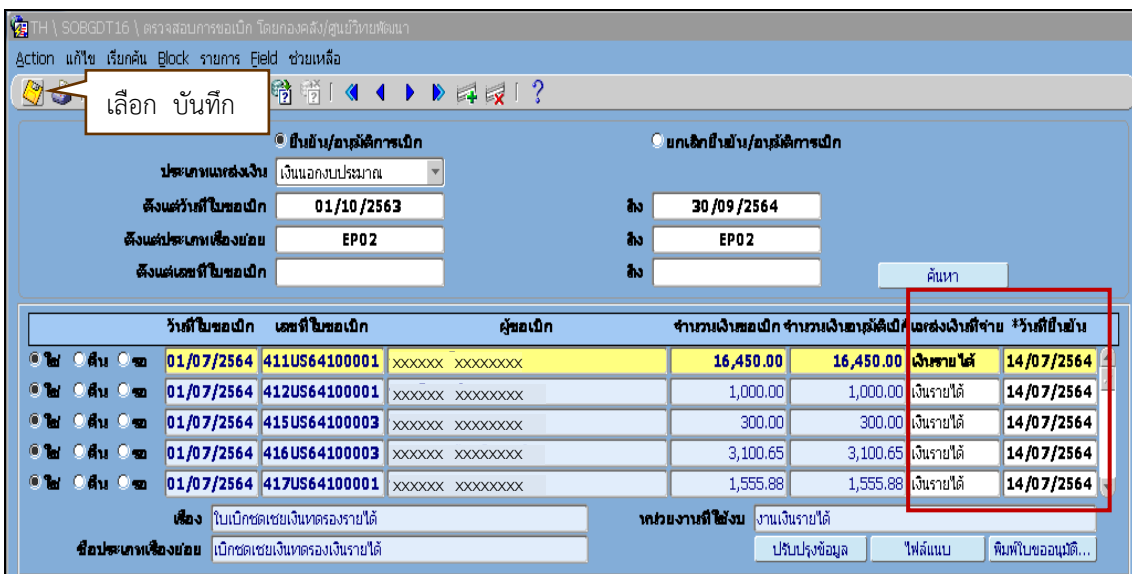 TH \ SOBGDT16 \ ตรวจสอบการขอเบิก โดยกองคลัง/ศูนย์วิทยพัฒนา
Action แก้ไข เรียกค้น Block รายการ Field ช่วยเหลือ
เลือก บันทึก
ยืนยัน/อนุมัติการเบิก ยกเลิกยืนยัน/อนุมัติการเบิก
ประเภทแหล่งเงิน เงินนอกงบประมาณ
ตั้งแต่วันที่ใบขอเบิก 01/10/2563 ถึง 30/09/2564
ตั้งแต่ประเภทเรื่องย่อย EP02 ถึง EP02
ตั้งแต่เลขที่ใบขอเบิก ถึง ค้นหา
วันที่ใบขอเบิก เลขที่ใบขอเบิก ผู้ขอเบิก จำนวนเงินขอเบิก จำนวนเงินอนุมัติเบิก แหล่งเงินที่จ่าย *วันที่ยืนยัน
ใช่ คืน รอ 01/07/2564 411US64100001 xxxxxx xxxxxxxx 16,450.00 16,450.00 เงินรายได้ 14/07/2564
ใช่ คืน รอ 01/07/2564 412US64100001 xxxxxx xxxxxxxx 1,000.00 1,000.00 เงินรายได้ 14/07/2564
ใช่ คืน รอ 01/07/2564 415US64100003 xxxxxx xxxxxxxx 300.00 300.00 เงินรายได้ 14/07/2564
ใช่ คืน รอ 01/07/2564 416US64100003 xxxxxx xxxxxxxx 3,100.65 3,100.65 เงินรายได้ 14/07/2564
ใช่ คืน รอ 01/07/2564 417US64100001 xxxxxx xxxxxxxx 1,555.88 1,555.88 เงินรายได้ 14/07/2564
เรื่อง ใบเบิกชดเชยเงินทดรองรายได้ หน่วยงานที่ใช้งบ งานเงินรายได้
ชื่อประเภทเรื่องย่อย เบิกชดเชยเงินทดรองเงินรายได้ ปรับปรุงข้อมูล ไฟล์แนบ พิมพ์ใบขออนุมัติ...